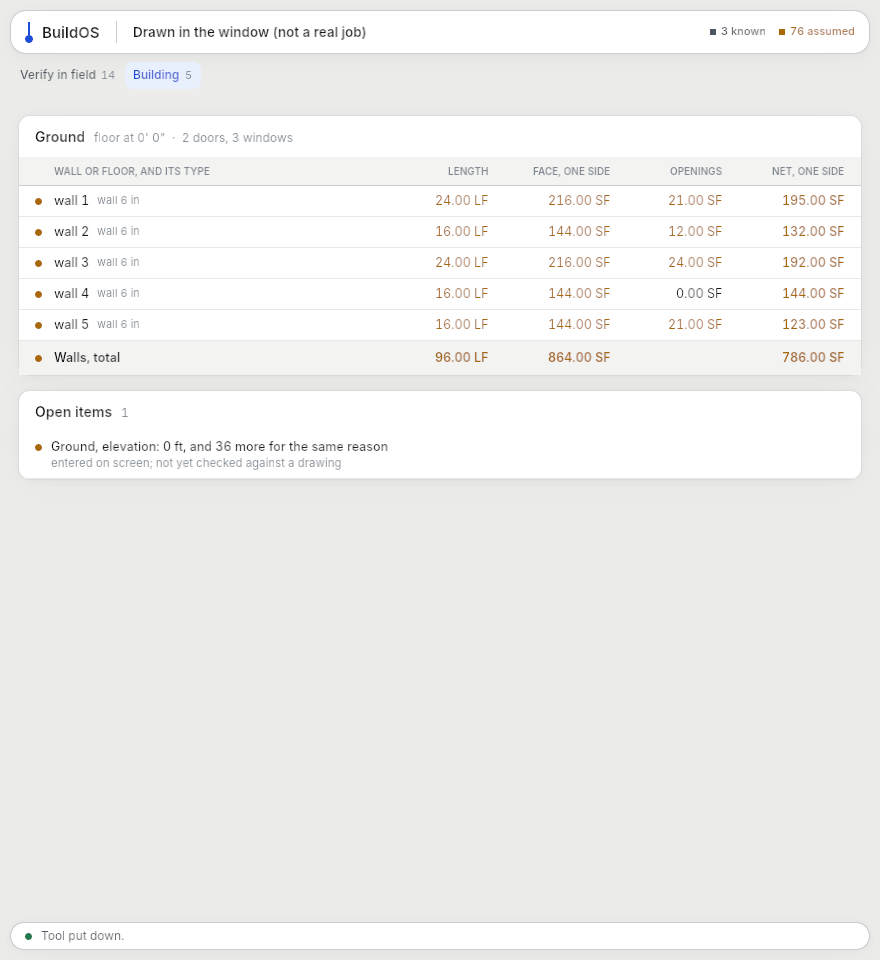 BuildOS Drawn in the window (not a real job) 3 known 76 assumed
Verify in field 14 Building 5
Ground floor at 0' 0" · 2 doors, 3 windows
WALL OR FLOOR, AND ITS TYPE LENGTH FACE, ONE SIDE OPENINGS NET, ONE SIDE
wall 1 wall 6 in 24.00 LF 216.00 SF 21.00 SF 195.00 SF
wall 2 wall 6 in 16.00 LF 144.00 SF 12.00 SF 132.00 SF
wall 3 wall 6 in 24.00 LF 216.00 SF 24.00 SF 192.00 SF
wall 4 wall 6 in 16.00 LF 144.00 SF 0.00 SF 144.00 SF
wall 5 wall 6 in 16.00 LF 144.00 SF 21.00 SF 123.00 SF
Walls, total 96.00 LF 864.00 SF 786.00 SF
Open items 1
Ground, elevation: 0 ft, and 36 more for the same reason
entered on screen; not yet checked against a drawing
Tool put down.